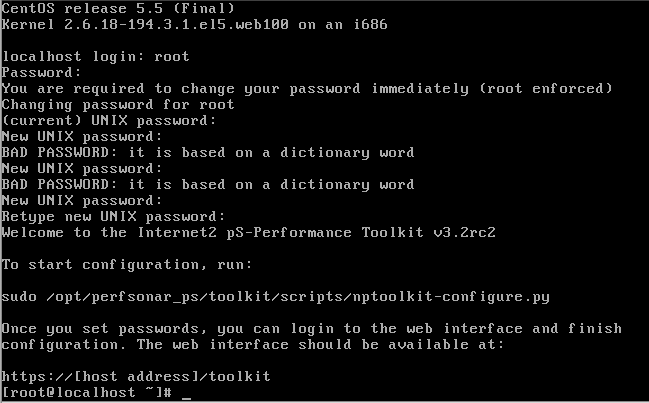 CentOS release 5.5 (Final)
Kernel 2.6.18-194.3.1.el5.web100 on an i686
localhost login: root
Password:
You are required to change your password immediately (root enforced)
Changing password for root
(current) UNIX password:
New UNIX password:
BAD PASSWORD: it is based on a dictionary word
New UNIX password:
BAD PASSWORD: it is based on a dictionary word
New UNIX password:
Retype new UNIX password:
Welcome to the Internet2 pS-Performance Toolkit v3.2rc2
To start configuration, run:
sudo /opt/perfsonar_ps/toolkit/scripts/nptoolkit-configure.py
Once you set passwords, you can login to the web interface and finish
configuration. The web interface should be available at:
https://[host address]/toolkit
[root@localhost ~]# _